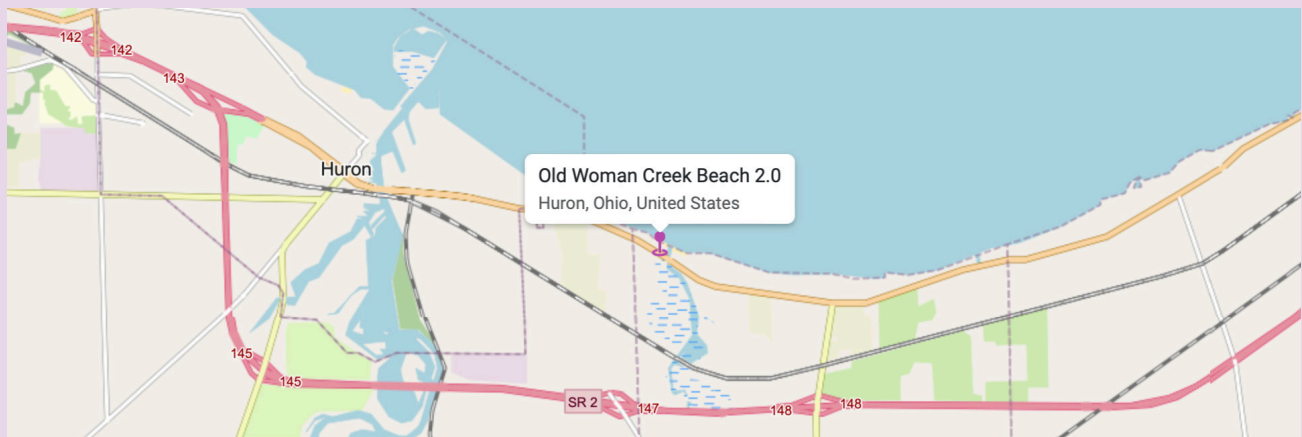 142
142
143
Huron
Old Woman Creek Beach 2.0
Huron, Ohio, United States
145
145
SR 2
147
148
148